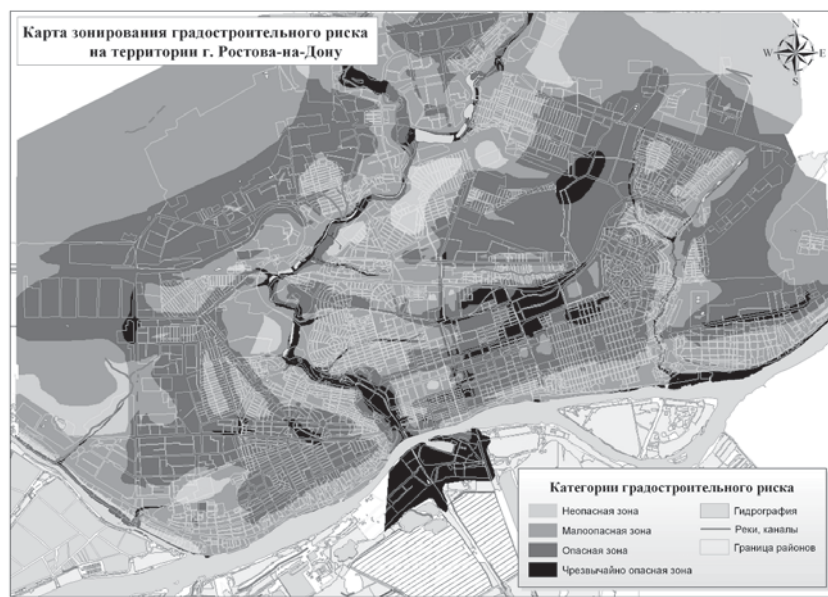 Карта зонирования градостроительного риска
на территории г. Ростова-на-Дону
N
W E
S
Категории градостроительного риска
Неопасная зона
Малоопасная зона
Опасная зона
Чрезвычайно опасная зона
Гидрография
Реки, каналы
Граница районов